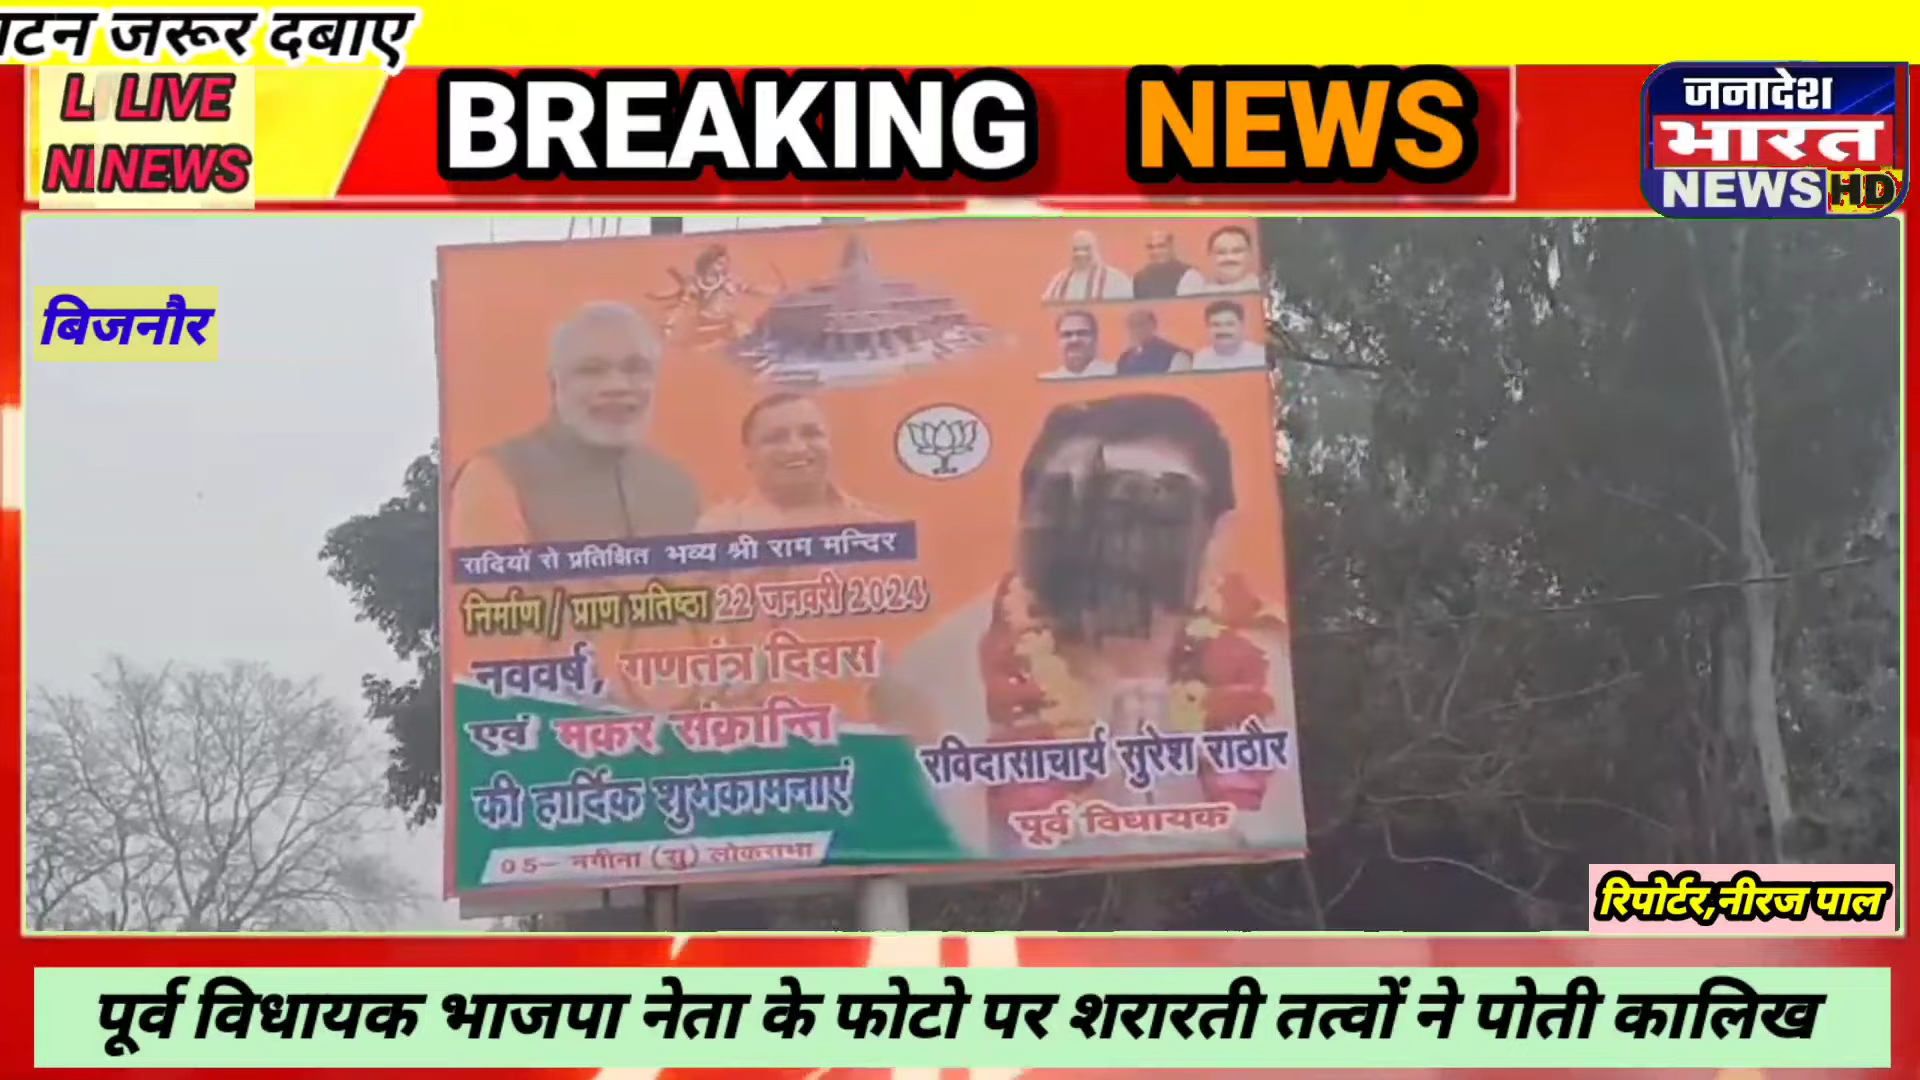 टन जरूर दबाए
LIVE
NEWS
BREAKING NEWS
जनादेश
भारत
NEWS HD
बिजनौर
सदियों से प्रतिक्षित भव्य श्री राम मन्दिर
निर्माण / प्राण प्रतिष्ठा 22 जनवरी 2024
नववर्ष, गणतंत्र दिवस
एवं मकर संक्रान्ति
की हार्दिक शुभकामनाएं
05- नगीना (सु) लोकसभा
रविदासाचार्य सुरेश राठौर
पूर्व विधायक
रिपोर्टर,नीरज पाल
पूर्व विधायक भाजपा नेता के फोटो पर शरारती तत्वों ने पोती कालिख